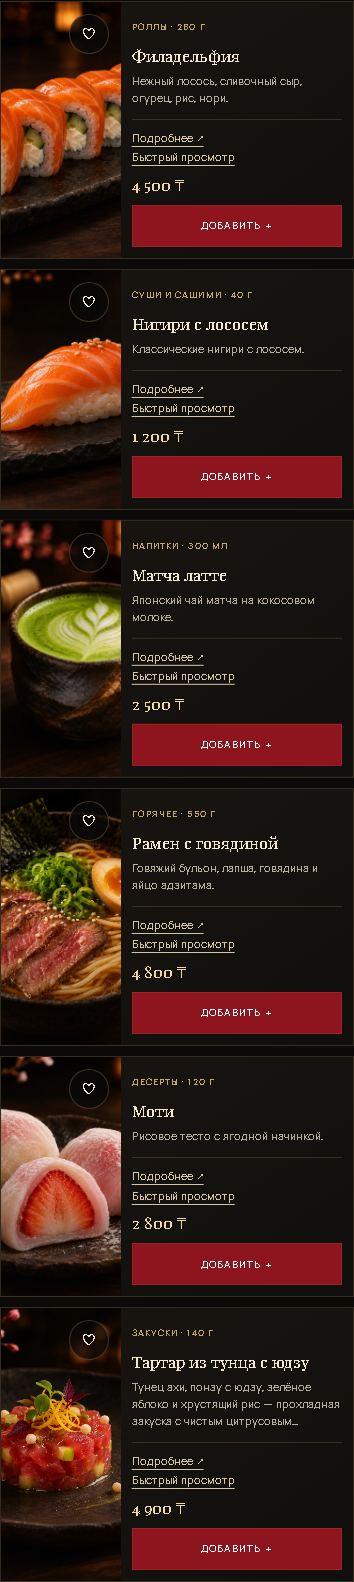 РОЛЛЫ · 280 Г
Филадельфия
Нежный лосось, сливочный сыр,
огурец, рис, нори.
Подробнее ↗
Быстрый просмотр
4 500 ₸
ДОБАВИТЬ +
СУШИ И САШИМИ · 40 Г
Нигири с лососем
Классические нигири с лососем.
Подробнее ↗
Быстрый просмотр
1 200 ₸
ДОБАВИТЬ +
НАПИТКИ · 300 МЛ
Матча латте
Японский чай матча на кокосовом
молоке.
Подробнее ↗
Быстрый просмотр
2 500 ₸
ДОБАВИТЬ +
ГОРЯЧЕЕ · 550 Г
Рамен с говядиной
Говяжий бульон, лапша, говядина и
яйцо адзитама.
Подробнее ↗
Быстрый просмотр
4 800 ₸
ДОБАВИТЬ +
ДЕСЕРТЫ · 120 Г
Моти
Рисовое тесто с ягодной начинкой.
Подробнее ↗
Быстрый просмотр
2 800 ₸
ДОБАВИТЬ +
ЗАКУСКИ · 140 Г
Тартар из тунца с юдзу
Тунец ахи, понзу с юдзу, зелёное
яблоко и хрустящий рис — прохладная
закуска с чистым цитрусовым…
Подробнее ↗
Быстрый просмотр
4 900 ₸
ДОБАВИТЬ +